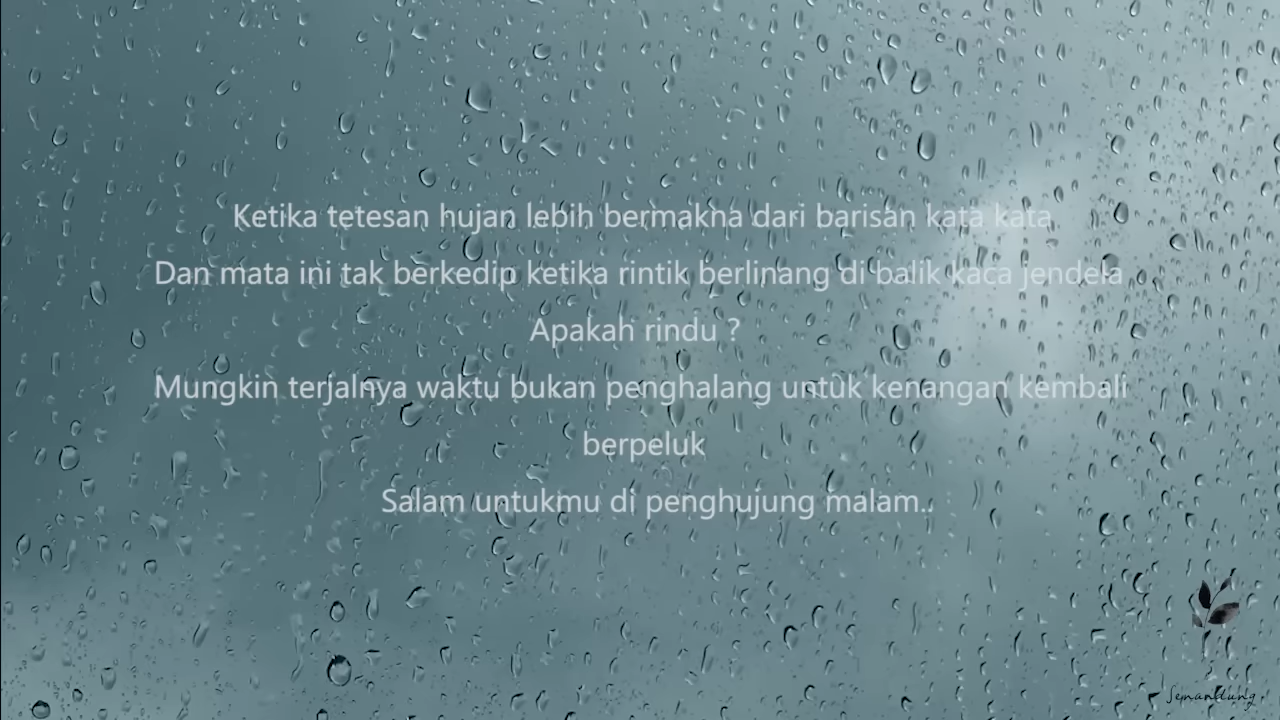 Ketika tetesan hujan lebih bermakna dari barisan kata kata
Dan mata ini tak berkedip ketika rintik berlinang di balik kaca jendela
Apakah rindu ?
Mungkin terjalnya waktu bukan penghalang untuk kenangan kembali
berpeluk
Salam untukmu di penghujung malam..